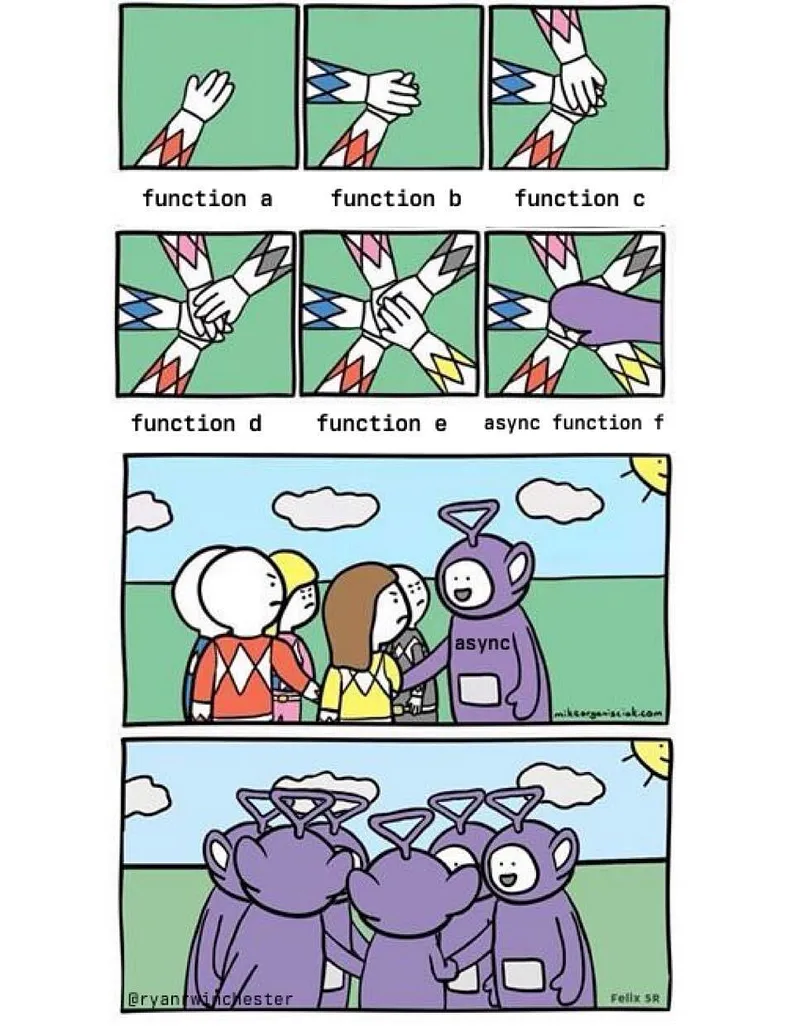 function a
function b
function c
function d
function e
async function f
async
mikeorganisciak.com
@ryanrwinchester
Felix SR